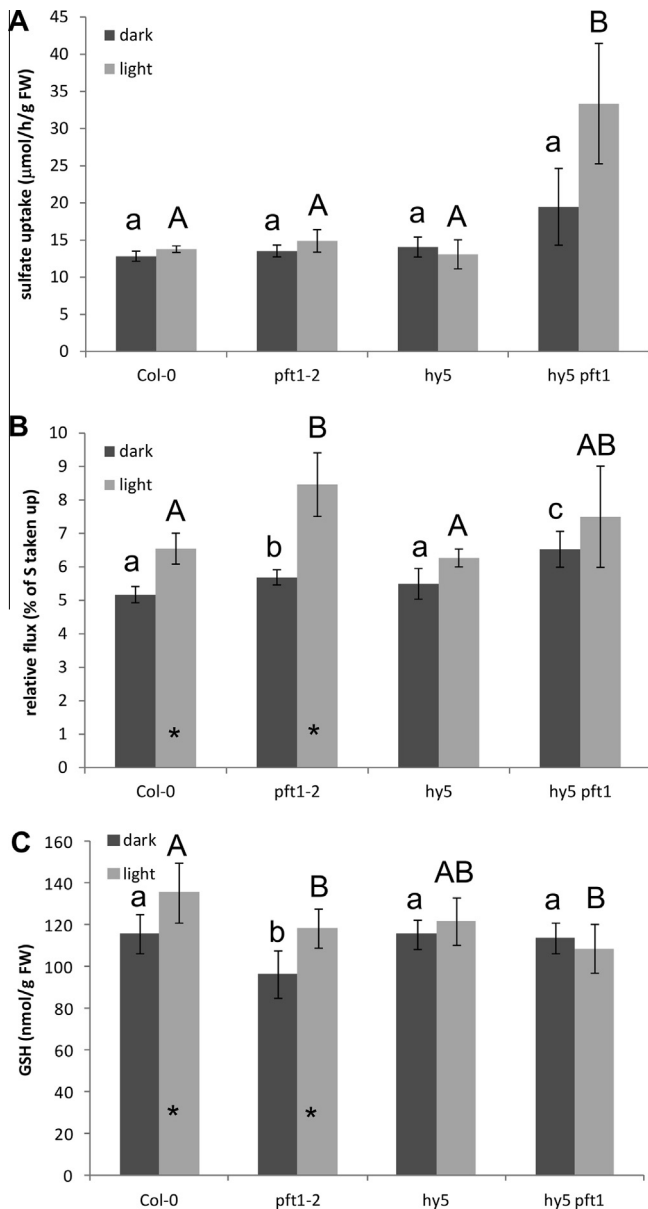 A
sulfate uptake (µmol/h/g FW)
45
40
35
30
25
20
15
10
5
0
dark
light
a
A
a
A
a
A
a
B
Col-0
pft1-2
hy5
hy5 pft1
B
relative flux (% of S taken up)
10
9
8
7
6
5
4
3
2
1
0
dark
light
a
A
b
B
a
A
c
AB
*
*
Col-0
pft1-2
hy5
hy5 pft1
C
GSH (nmol/g FW)
160
140
120
100
80
60
40
20
0
dark
light
a
A
b
B
a
AB
a
B
*
*
Col-0
pft1-2
hy5
hy5 pft1